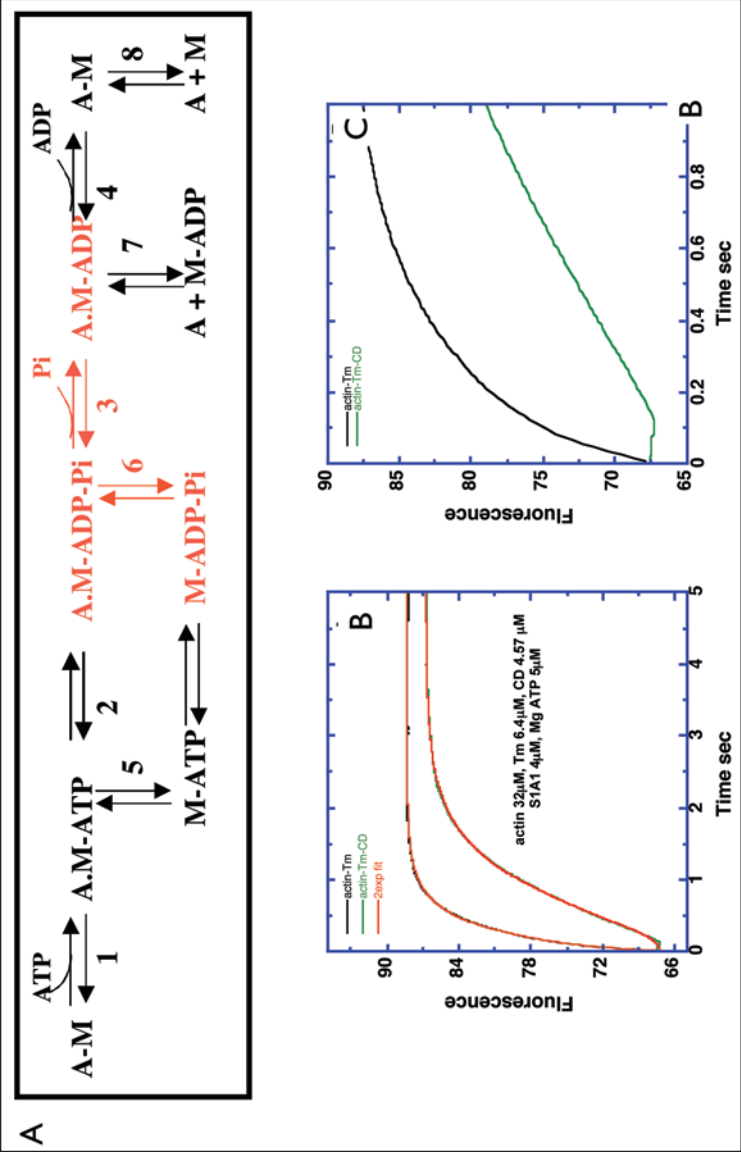 A
ATP
Pi
ADP
A-M
A.M-ATP
A.M-ADP-Pi
A.M-ADP
A-M
1
2
3
4
5
6
7
8
M-ATP
M-ADP-Pi
A + M-ADP
A + M
B
actin-Tm
actin-Tm-CD
2exp fit
actin 32µM, Tm 6.4µM, CD 4.57 µM
S1A1 4µM, Mg ATP 5µM
Fluorescence
90
84
78
72
66
0
1
2
3
4
5
Time sec
C
actin-Tm
actin-Tm-CD
Fluorescence
90
85
80
75
70
65
0
0.2
0.4
0.6
0.8
B
Time sec